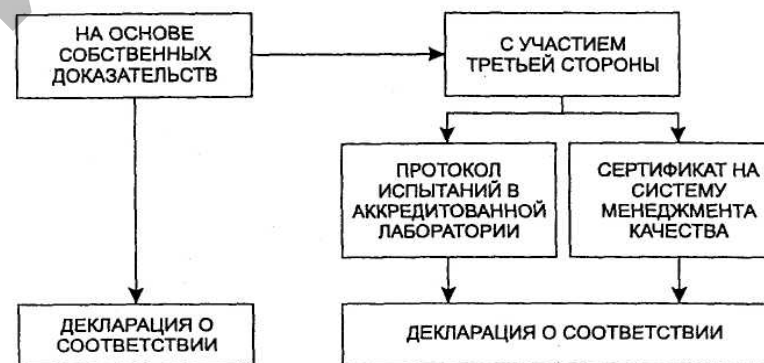 НА ОСНОВЕ
СОБСТВЕННЫХ
ДОКАЗАТЕЛЬСТВ
С УЧАСТИЕМ
ТРЕТЬЕЙ СТОРОНЫ
ПРОТОКОЛ
ИСПЫТАНИЙ В
АККРЕДИТОВАННОЙ
ЛАБОРАТОРИИ
СЕРТИФИКАТ НА
СИСТЕМУ
МЕНЕДЖМЕНТА
КАЧЕСТВА
ДЕКЛАРАЦИЯ О
СООТВЕТСТВИИ
ДЕКЛАРАЦИЯ О СООТВЕТСТВИИ